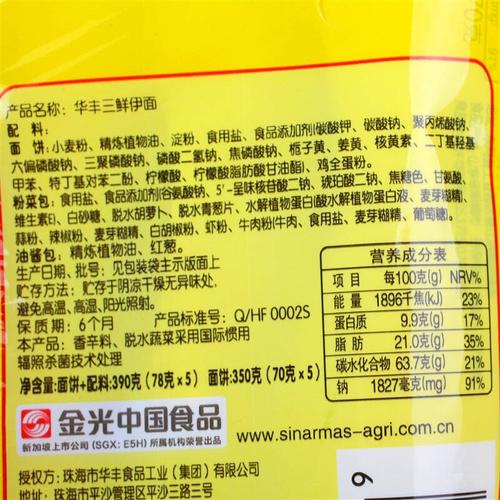 产品名称：华丰三鲜伊面
配 料：
面 饼：小麦粉、精炼植物油、淀粉、食用盐、食品添加剂(碳酸钾、碳酸钠、聚丙烯酸钠、
六偏磷酸钠、三聚磷酸钠、磷酸二氢钠、焦磷酸钠、栀子黄、姜黄、核黄素、二丁基羟基
甲苯、特丁基对苯二酚、柠檬酸、柠檬酸脂肪酸甘油酯)、鸡全蛋粉。
粉菜包：食用盐、食品添加剂(谷氨酸钠、5'-呈味核苷酸二钠、琥珀酸二钠、焦糖色、甘氨酸、
维生素E)、白砂糖、脱水胡萝卜、脱水青葱片、水解植物蛋白(酸水解植物蛋白液、麦芽糊精)、
蒜粉、辣椒粉、麦芽糊精、白胡椒粉、虾粉、牛肉粉(牛肉、食用盐、麦芽糊精、葡萄糖)。
油酱包：精炼植物油、红葱。
生产日期、批号：见包装袋主示版面上
贮存方法：贮存于阴凉干燥无异味处，
避免高温、高湿、阳光照射。
保 质 期：6个月 产品标准号：Q/HF 0002S
本产品：香辛料、脱水蔬菜采用国际惯用
辐照杀菌技术处理
净含量：面饼+配料:390克（78克×5） 面饼:350克（70克×5）
营养成分表
项 目 每100克(g) NRV%
能 量 1896千焦(kJ) 23%
蛋白质 9.9克(g) 17%
脂 肪 21.0克(g) 35%
碳水化合物 63.7克(g) 21%
钠 1827毫克(mg) 91%
金光中国食品
新加坡上市公司（SGX: E5H）所属机构荣誉出品
www.sinarmas-agri.com.cn
授权方：珠海市华丰食品工业（集团）有限公司
地址：珠海市平沙管理区平沙三路三号
6